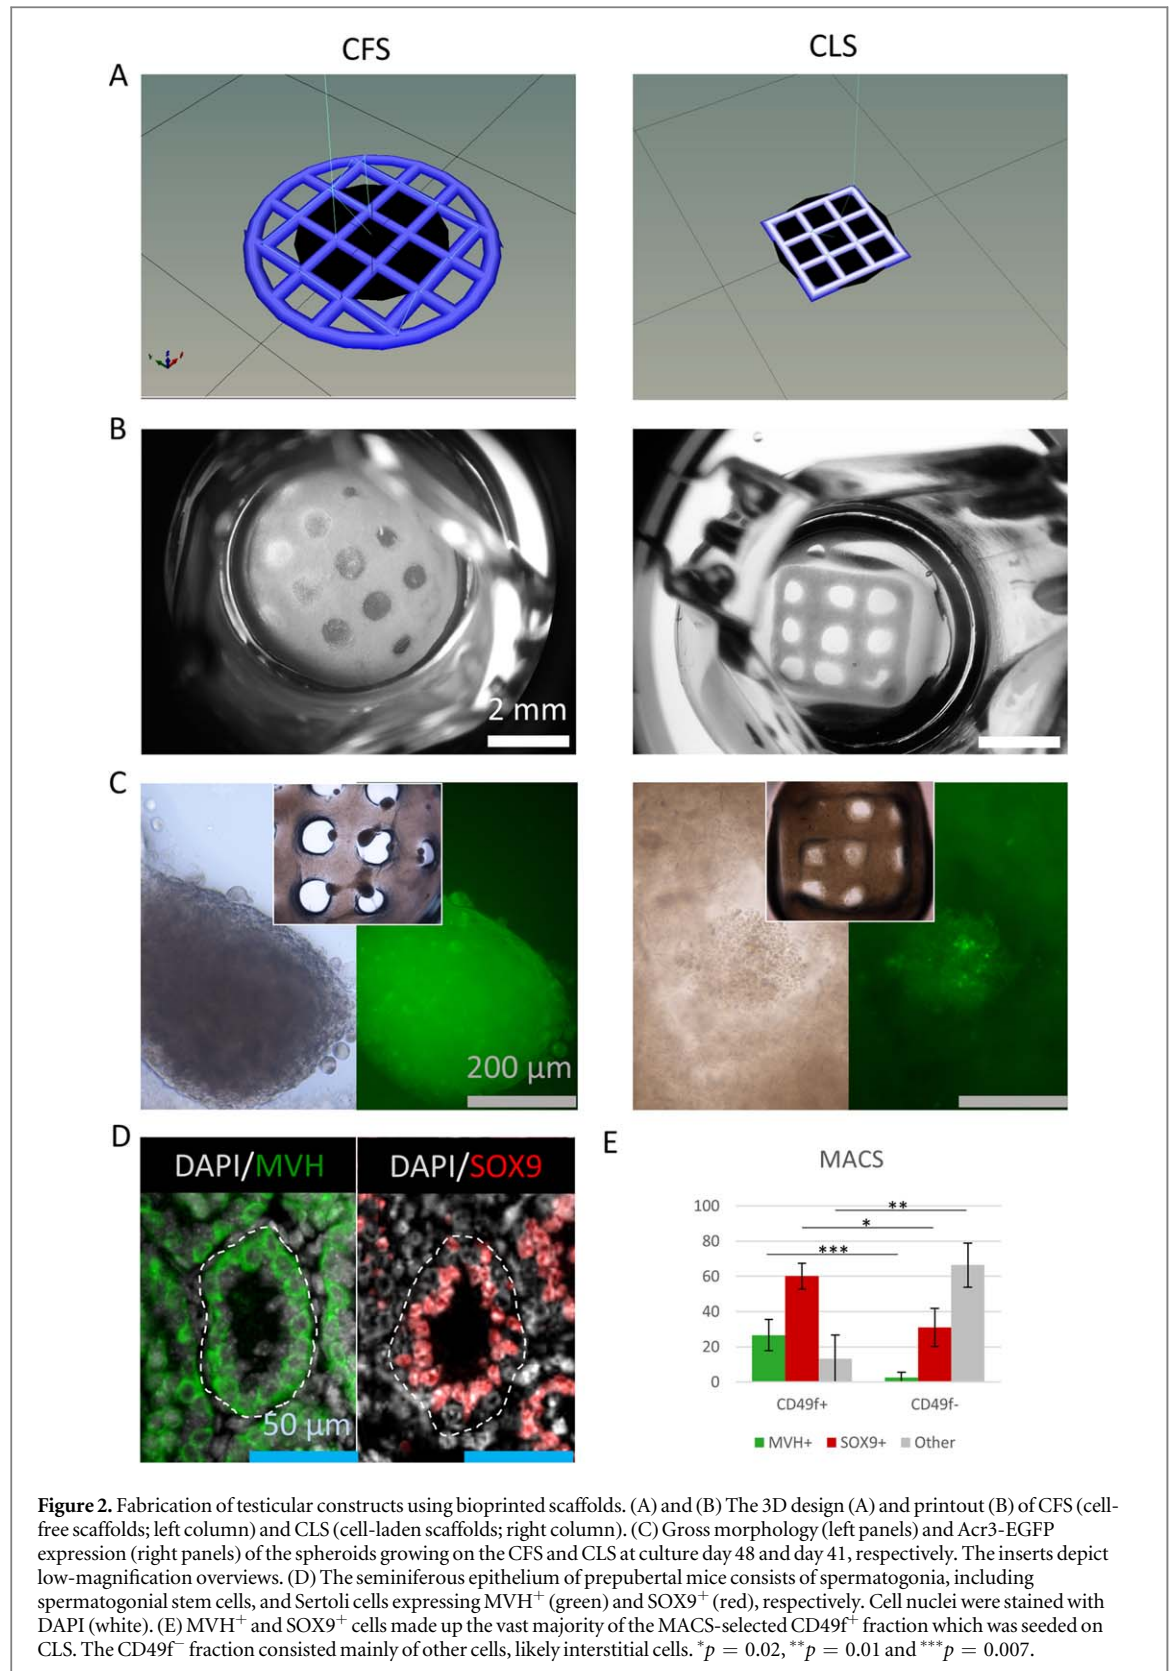 CFS
CLS
A
B
2 mm
C
200 µm
D
DAPI/MVH
DAPI/SOX9
50 µm
E
MACS
100
80
60
40
20
0
**
*
***
CD49f+
CD49f-
MVH+
SOX9+
Other
Figure 2. Fabrication of testicular constructs using bioprinted scaffolds. (A) and (B) The 3D design (A) and printout (B) of CFS (cell-
free scaffolds; left column) and CLS (cell-laden scaffolds; right column). (C) Gross morphology (left panels) and Acr3-EGFP
expression (right panels) of the spheroids growing on the CFS and CLS at culture day 48 and day 41, respectively. The inserts depict
low-magnification overviews. (D) The seminiferous epithelium of prepubertal mice consists of spermatogonia, including
spermatogonial stem cells, and Sertoli cells expressing MVH⁺ (green) and SOX9⁺ (red), respectively. Cell nuclei were stained with
DAPI (white). (E) MVH⁺ and SOX9⁺ cells made up the vast majority of the MACS-selected CD49f⁺ fraction which was seeded on
CLS. The CD49f⁻ fraction consisted mainly of other cells, likely interstitial cells. *p = 0.02, **p = 0.01 and ***p = 0.007.